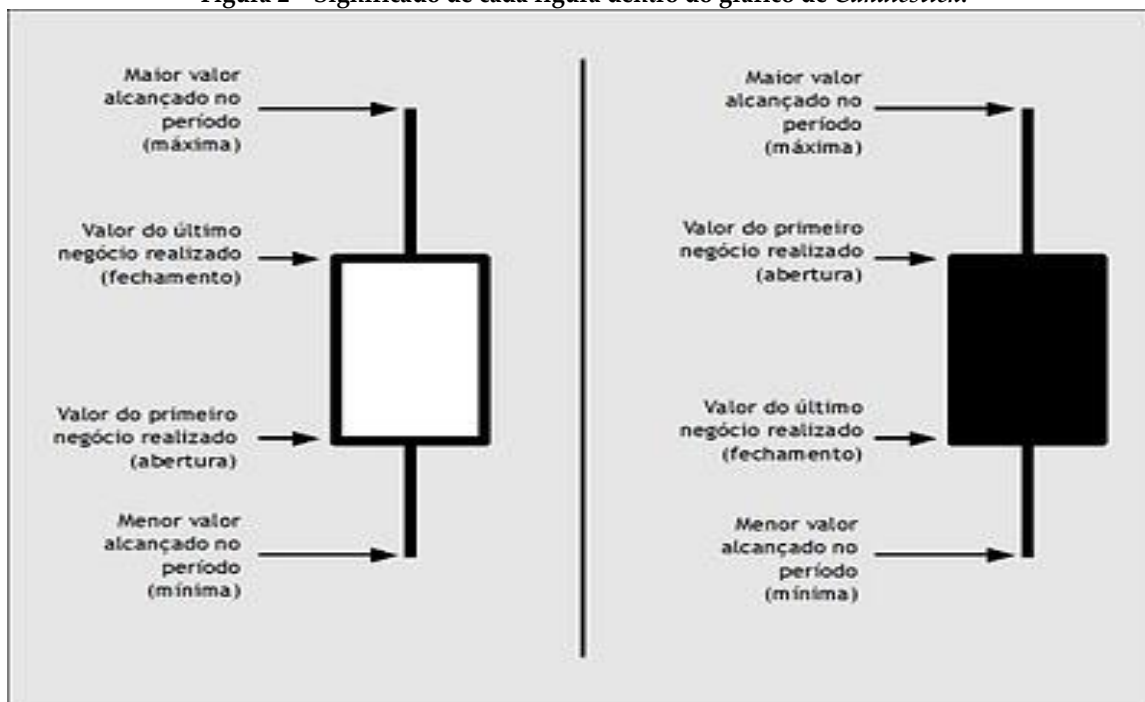 Figura 2 – Significado de cada figura dentro do gráfico de Candlestick.
Maior valor
alcançado no
período
(máxima)
Valor do último
negócio realizado
(fechamento)
Valor do primeiro
negócio realizado
(abertura)
Menor valor
alcançado no
período
(mínima)
Maior valor
alcançado no
período
(máxima)
Valor do primeiro
negócio realizado
(abertura)
Valor do último
negócio realizado
(fechamento)
Menor valor
alcançado no
período
(mínima)